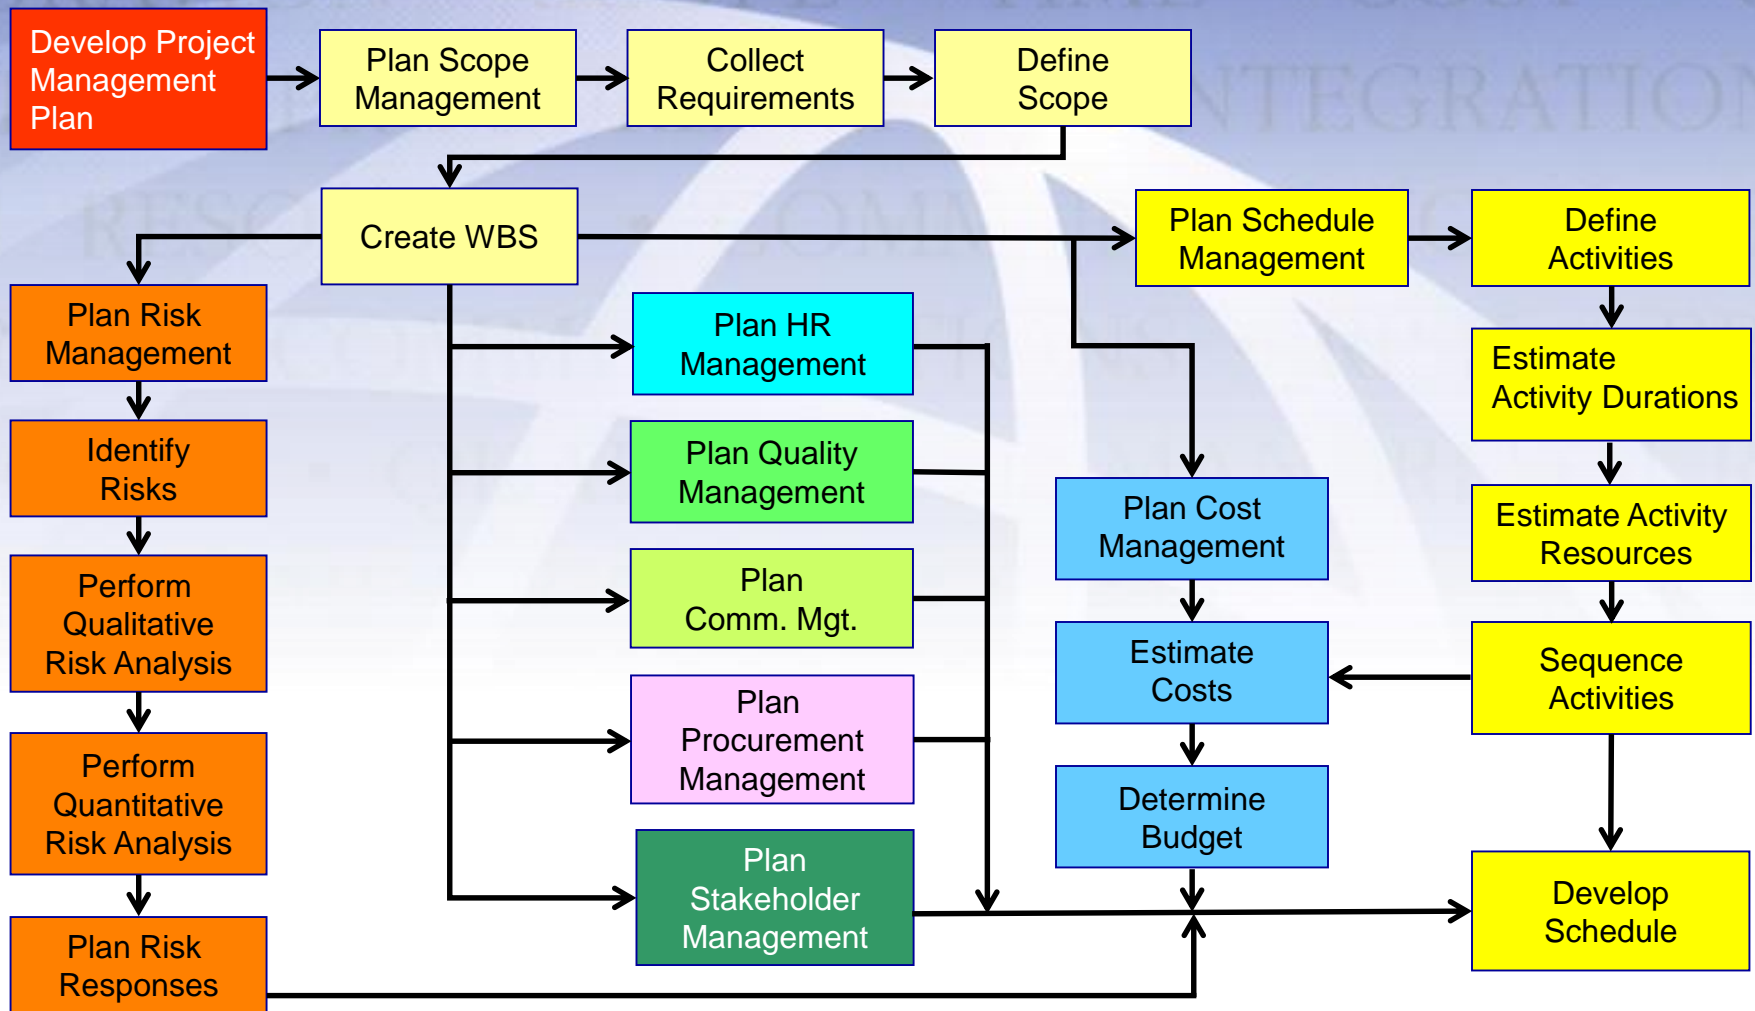 Develop Project
Management
Plan
Plan Scope
Management
Collect
Requirements
Define
Scope
Create WBS
Plan Schedule
Management
Define
Activities
Plan Risk
Management
Plan HR
Management
Estimate
Activity Durations
Identify
Risks
Plan Quality
Management
Plan Cost
Management
Estimate Activity
Resources
Perform
Qualitative
Risk Analysis
Plan
Comm. Mgt.
Estimate
Costs
Sequence
Activities
Plan
Procurement
Management
Perform
Quantitative
Risk Analysis
Determine
Budget
Plan
Stakeholder
Management
Develop
Schedule
Plan Risk
Responses
TIME
COST
INTEGRATION